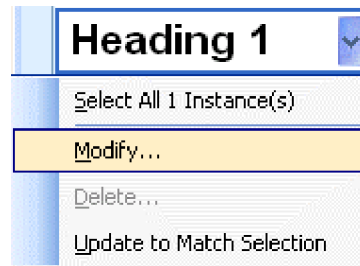 Heading 1
Select All 1 Instance(s)
Modify...
Delete...
Update to Match Selection